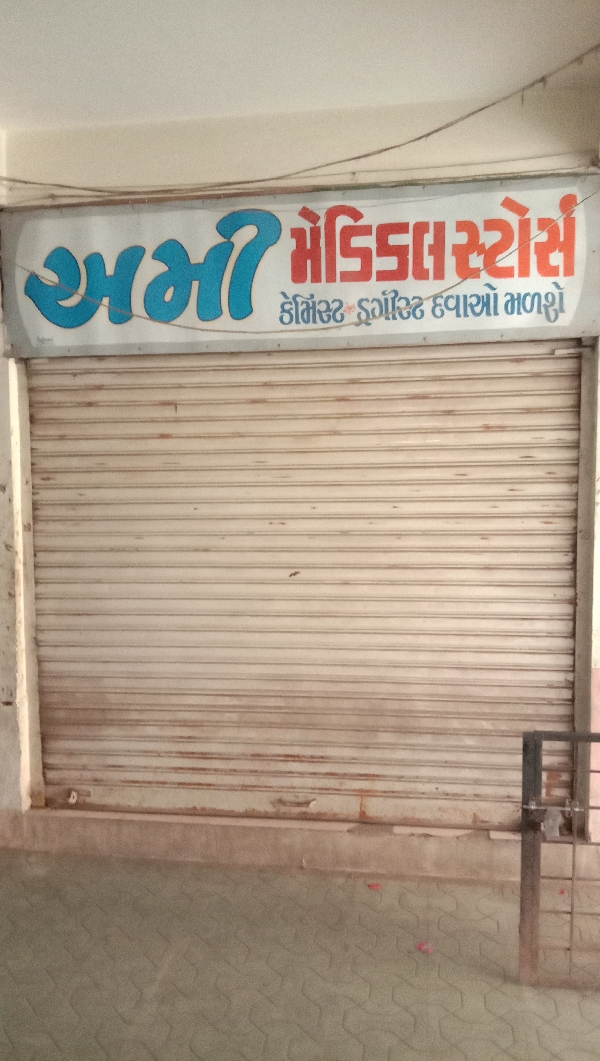 અમી મેડિકલ સ્ટોર્સ
કેમિસ્ટ * ડ્રગીસ્ટ દવાઓ મળશે